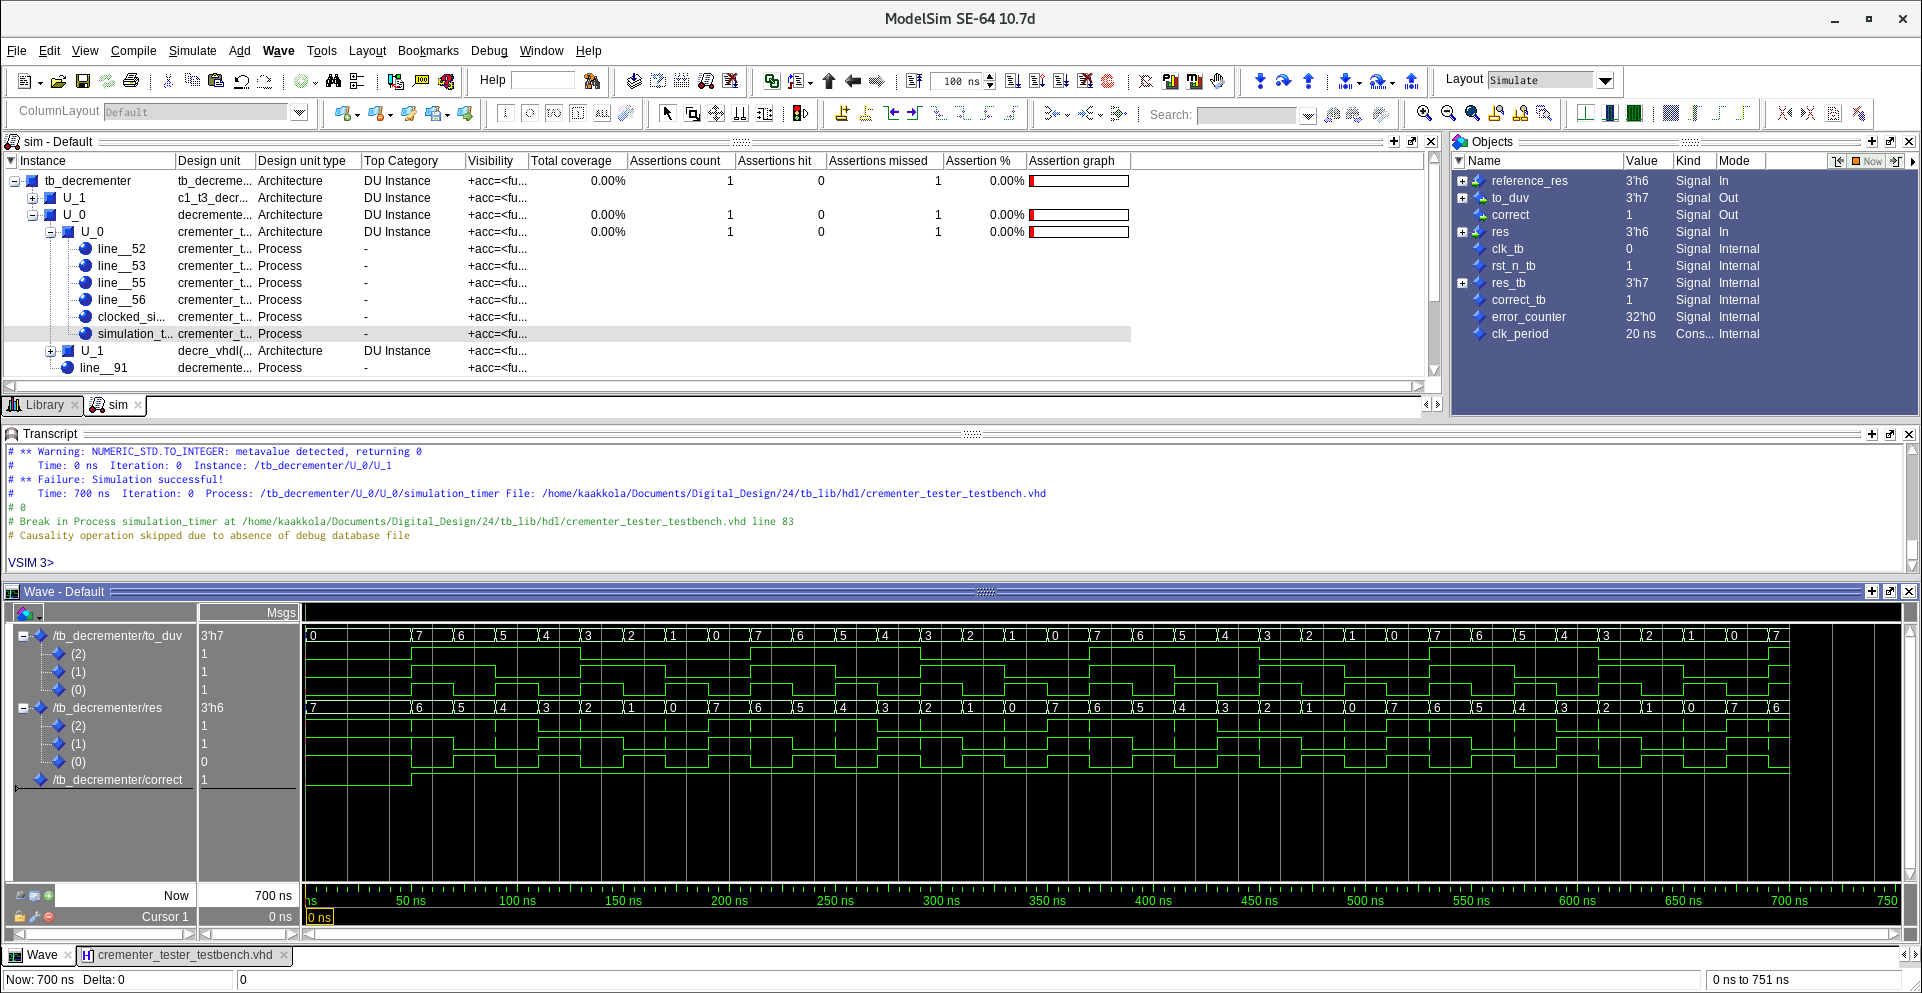 ModelSim SE-64 10.7d
File Edit View Compile Simulate Add Wave Tools Layout Bookmarks Debug Window Help
Help 100 ns Layout Simulate
ColumnLayout Default Search:
sim - Default
Instance Design unit Design unit type Top Category Visibility Total coverage Assertions count Assertions hit Assertions missed Assertion % Assertion graph
tb_decrementer tb_decreme... Architecture DU Instance +acc=<fu... 0.00% 1 0 1 0.00%
U_1 c1_t3_decr... Architecture DU Instance +acc=<fu...
U_0 decremente... Architecture DU Instance +acc=<fu... 0.00% 1 0 1 0.00%
U_0 crementer_t... Architecture DU Instance +acc=<fu... 0.00% 1 0 1 0.00%
line__52 crementer_t... Process - +acc=<fu...
line__53 crementer_t... Process - +acc=<fu...
line__55 crementer_t... Process - +acc=<fu...
line__56 crementer_t... Process - +acc=<fu...
clocked_si... crementer_t... Process - +acc=<fu...
simulation_t... crementer_t... Process - +acc=<fu...
U_1 decre_vhdl(... Architecture DU Instance +acc=<fu...
line__91 decremente... Process - +acc=<fu...
Library sim
Objects
Name Value Kind Mode Now
reference_res 3'h6 Signal In
to_duv 3'h7 Signal Out
correct 1 Signal Out
res 3'h6 Signal In
clk_tb 0 Signal Internal
rst_n_tb 1 Signal Internal
res_tb 3'h7 Signal Internal
correct_tb 1 Signal Internal
error_counter 32'h0 Signal Internal
clk_period 20 ns Cons... Internal
Transcript
# ** Warning: NUMERIC_STD.TO_INTEGER: metavalue detected, returning 0
# Time: 0 ns Iteration: 0 Instance: /tb_decrementer/U_0/U_1
# ** Failure: Simulation successful!
# Time: 700 ns Iteration: 0 Process: /tb_decrementer/U_0/U_0/simulation_timer File: /home/kaakkola/Documents/Digital_Design/24/tb_lib/hdl/crementer_tester_testbench.vhd
# 0
# Break in Process simulation_timer at /home/kaakkola/Documents/Digital_Design/24/tb_lib/hdl/crementer_tester_testbench.vhd line 83
# Causality operation skipped due to absence of debug database file
VSIM 3>
Wave - Default
Msgs
/tb_decrementer/to_duv 3'h7 0 7 6 5 4 3 2 1 0 7 6 5 4 3 2 1 0 7 6 5 4 3 2 1 0 7 6 5 4 3 2 1 0 7
(2) 1
(1) 1
(0) 1
/tb_decrementer/res 3'h6 7 6 5 4 3 2 1 0 7 6 5 4 3 2 1 0 7 6 5 4 3 2 1 0 7 6 5 4 3 2 1 0 7 6
(2) 1
(1) 1
(0) 0
/tb_decrementer/correct 1
Now 700 ns ns 50 ns 100 ns 150 ns 200 ns 250 ns 300 ns 350 ns 400 ns 450 ns 500 ns 550 ns 600 ns 650 ns 700 ns 750
Cursor 1 0 ns 0 ns
Wave crementer_tester_testbench.vhd
Now: 700 ns Delta: 0 0 0 ns to 751 ns